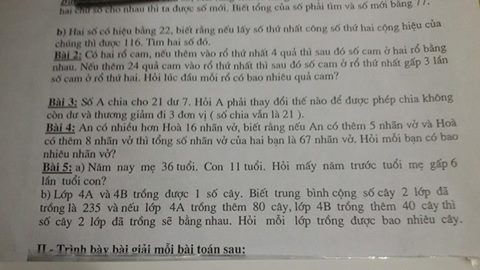 hai chữ số cho nhau thì ta được số mới. Biết tổng của số phải tìm và số mới bằng 77.
b) Hai số có hiệu bằng 22, biết rằng nếu lấy số thứ nhất cộng số thứ hai cộng hiệu của
chúng thì được 116. Tìm hai số đó.
Bài 2: Có hai rổ cam, nếu thêm vào rổ thứ nhất 4 quả thì sau đó số cam ở hai rổ bằng
nhau. Nếu thêm 24 quả cam vào rổ thứ nhất thì sau đó số cam ở rổ thứ nhất gấp 3 lần
số cam ở rổ thứ hai. Hỏi lúc đầu mỗi rổ có bao nhiêu quả cam?
Bài 3: Số A chia cho 21 dư 7. Hỏi A phải thay đổi thế nào để được phép chia không
còn dư và thương giảm đi 3 đơn vị ( số chia vẫn là 21 ).
Bài 4: An có nhiều hơn Hoà 16 nhãn vở, biết rằng nếu An có thêm 5 nhãn vở và Hoà
có thêm 8 nhãn vở thì tổng số nhãn vở của hai bạn là 67 nhãn vở. Hỏi mỗi bạn có bao
nhiêu nhãn vở?
Bài 5: a) Năm nay mẹ 36 tuổi. Con 11 tuổi. Hỏi mấy năm trước tuổi mẹ gấp 6
lần tuổi con?
b) Lớp 4A và 4B trồng được 1 số cây. Biết trung bình cộng số cây 2 lớp đã
trồng là 235 và nếu lớp 4A trồng thêm 80 cây, lớp 4B trồng thêm 40 cây thì
số cây 2 lớp đã trồng sẽ bằng nhau. Hỏi mỗi lớp trồng được bao nhiêu cây.
II - Trình bày bài giải mỗi bài toán sau: